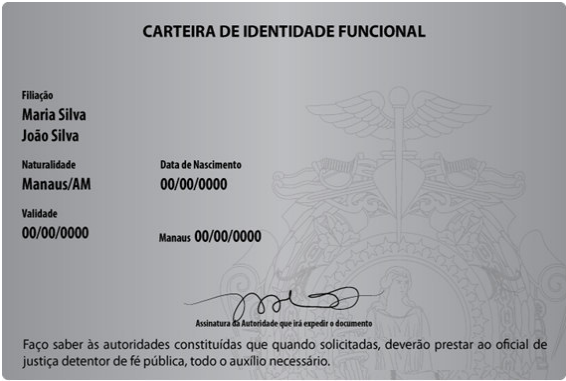 CARTEIRA DE IDENTIDADE FUNCIONAL
Filiação
Maria Silva
João Silva
Naturalidade
Data de Nascimento
Manaus/AM
00/00/0000
Validade
00/00/0000
Manaus 00/00/0000
Assinatura da Autoridade que irá expedir o documento
Faço saber às autoridades constituídas que quando solicitadas, deverão prestar ao oficial de
justiça detentor de fé pública, todo o auxílio necessário.